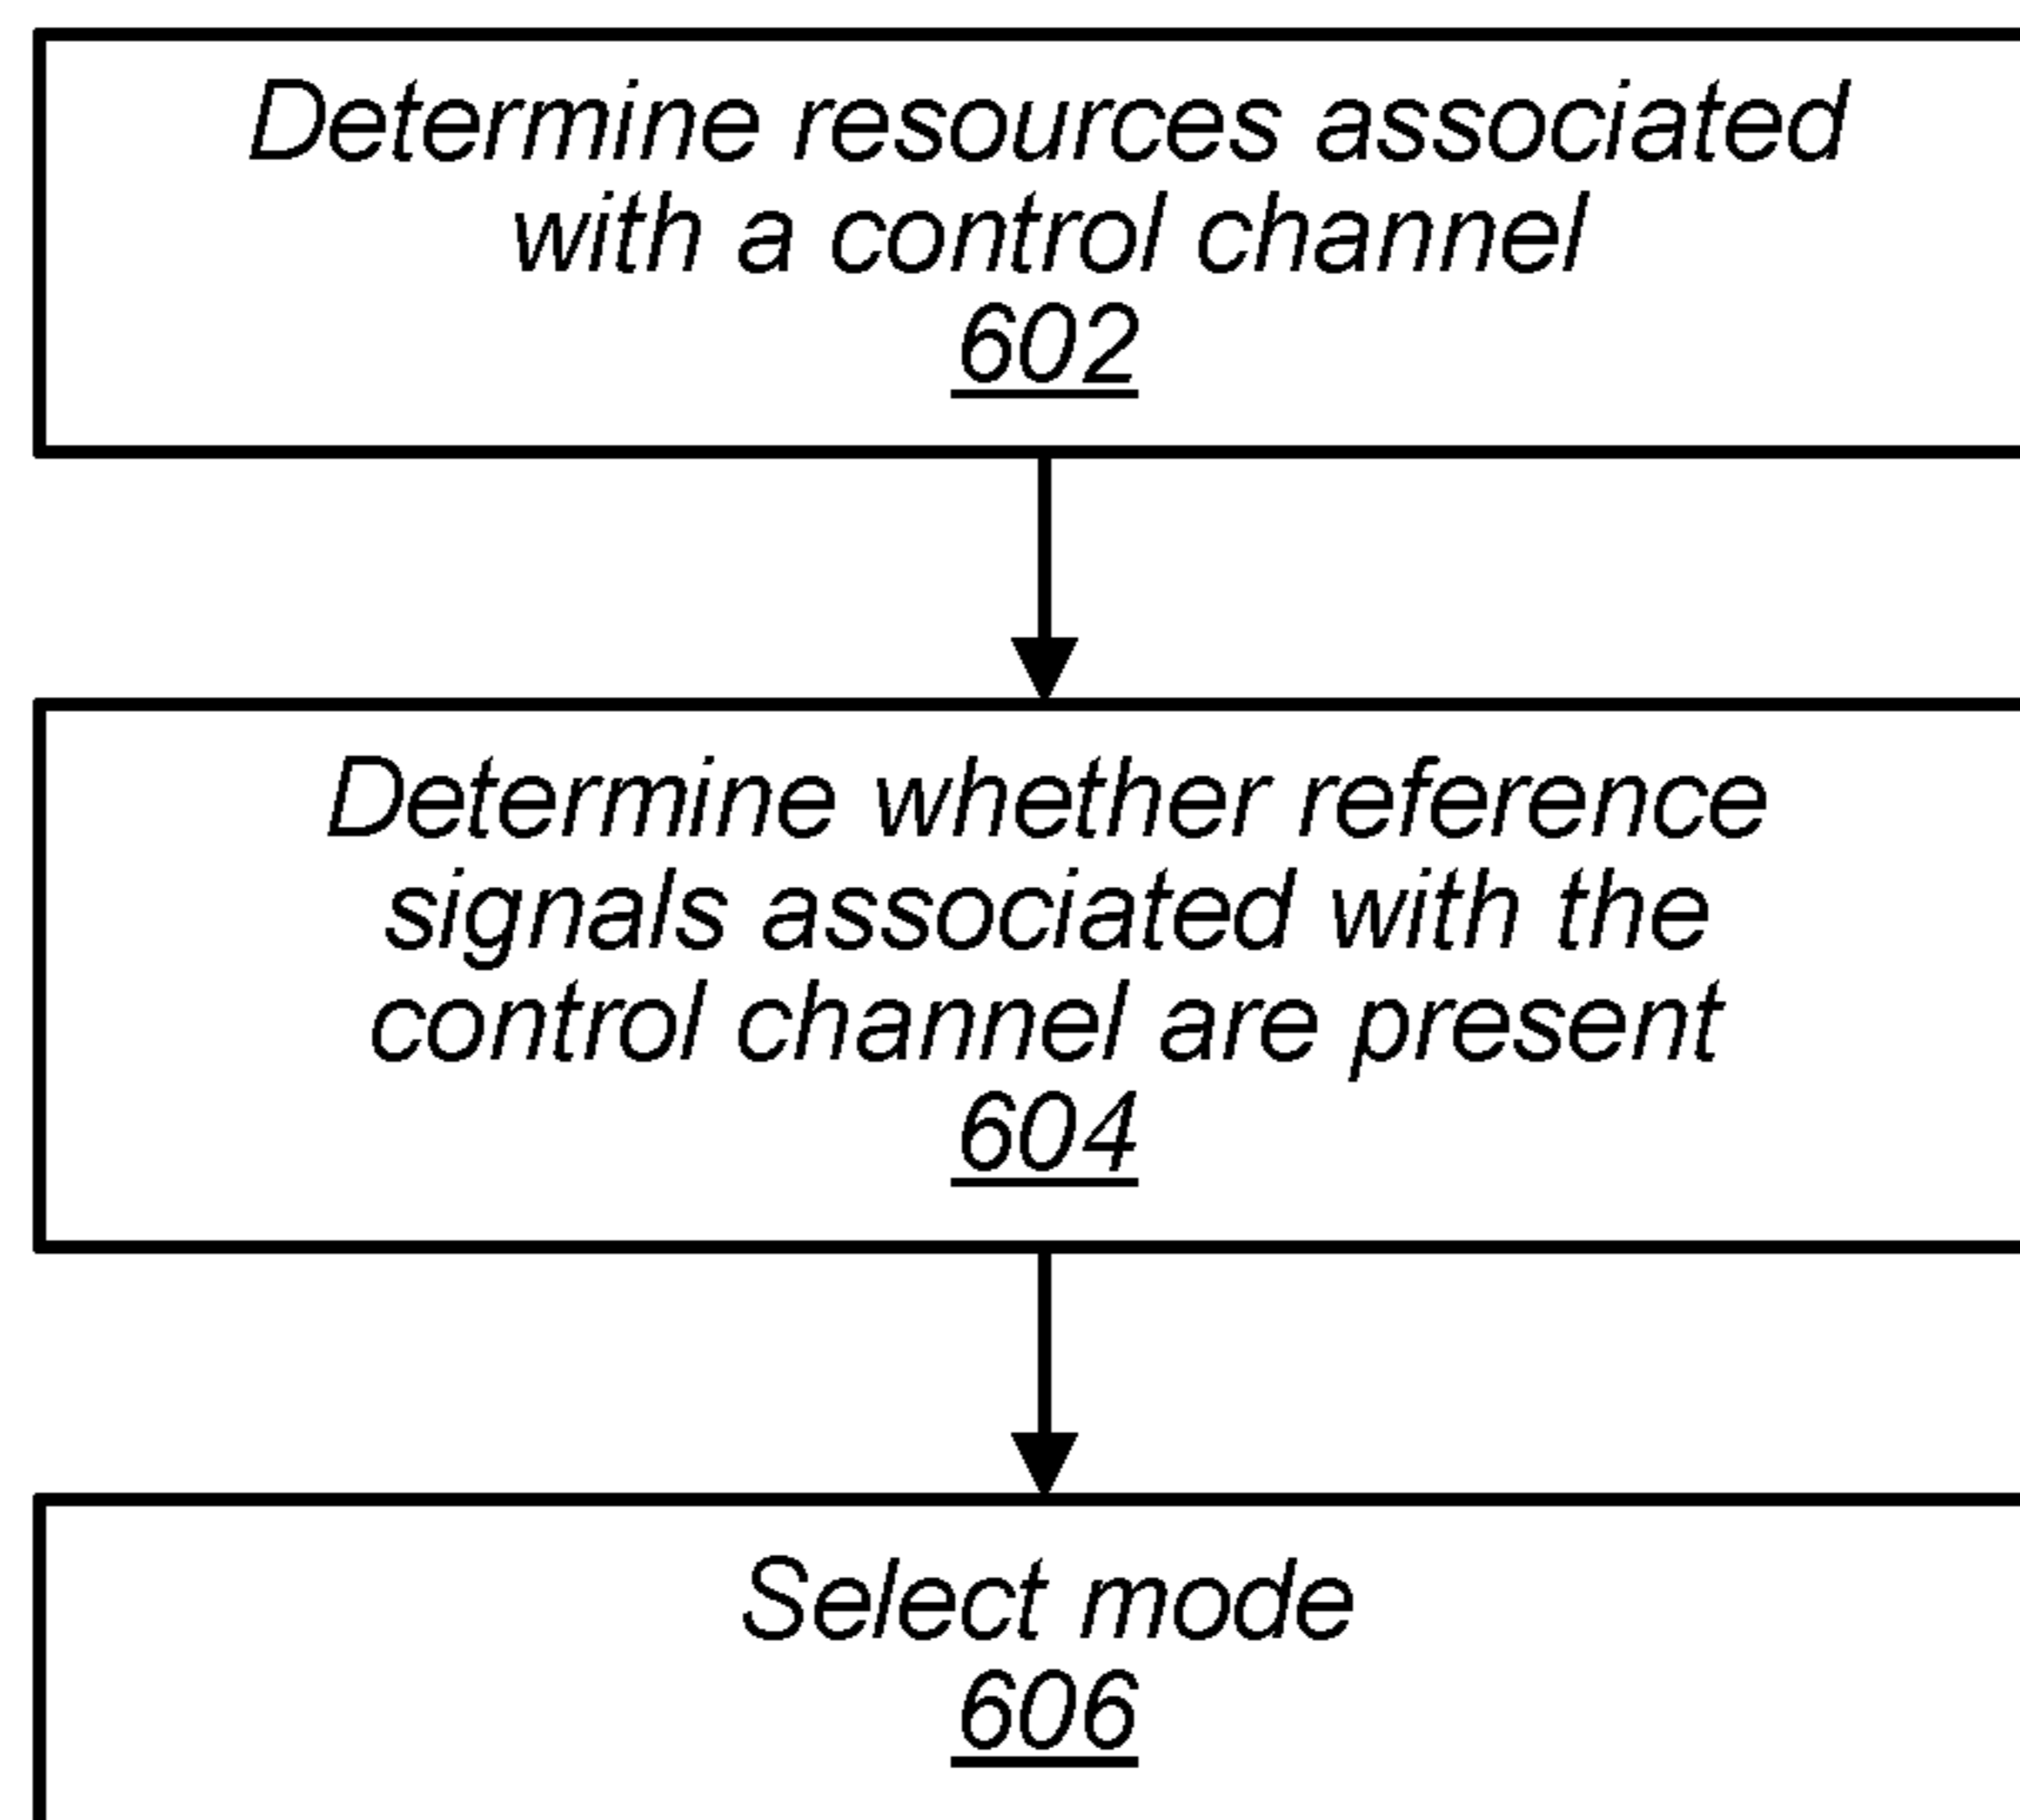 Determine resources associated
with a control channel
602
Determine whether reference
signals associated with the
control channel are present
604
Select mode
606